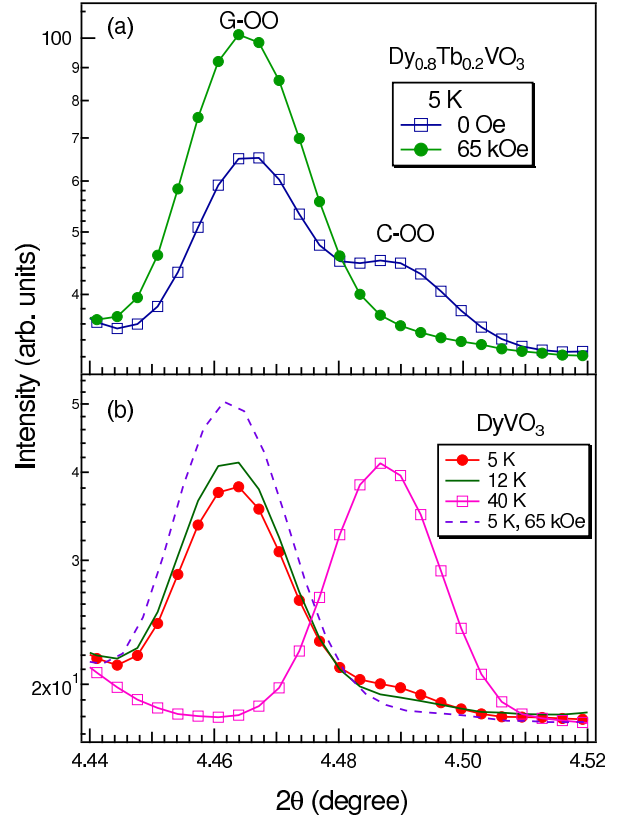 G-OO
(a)
100
9
8
7
6
5
4
Dy0.8Tb0.2VO3
5 K
0 Oe
65 kOe
C-OO
Intensity (arb. units)
(b)
5
4
3
2x10¹
DyVO3
5 K
12 K
40 K
5 K, 65 kOe
4.44
4.46
4.48
4.50
4.52
2θ (degree)